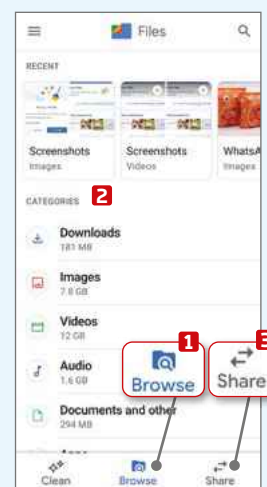 Files
RECENT
Screenshots
Images
Screenshots
Videos
WhatsA
Images
CATEGORIES
2
Downloads
181 MB
Images
7.8 GB
Videos
12 GB
1
3
Audio
1.6 GB
Browse
Share
Documents and other
294 MB
Clean
Browse
Share